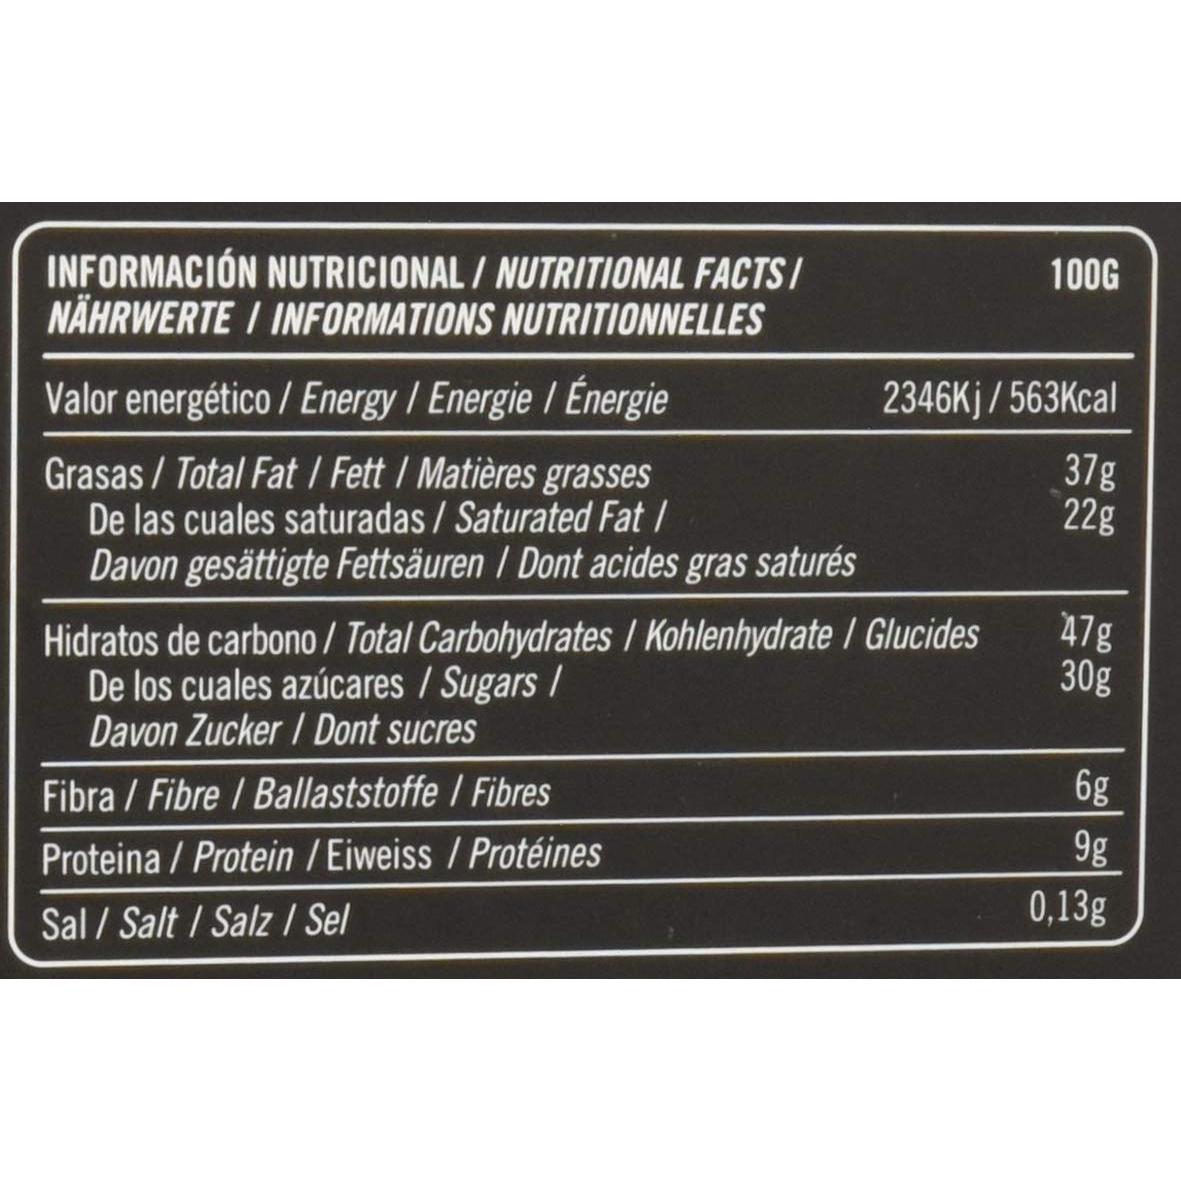 INFORMACIÓN NUTRICIONAL / NUTRITIONAL FACTS / 100G
NÄHRWERTE / INFORMATIONS NUTRITIONNELLES
Valor energético / Energy / Energie / Énergie 2346Kj / 563Kcal
Grasas / Total Fat / Fett / Matières grasses 37g
De las cuales saturadas / Saturated Fat / 22g
Davon gesättigte Fettsäuren / Dont acides gras saturés
Hidratos de carbono / Total Carbohydrates / Kohlenhydrate / Glucides 47g
De los cuales azúcares / Sugars / 30g
Davon Zucker / Dont sucres
Fibra / Fibre / Ballaststoffe / Fibres 6g
Proteina / Protein / Eiweiss / Protéines 9g
Sal / Salt / Salz / Sel 0,13g